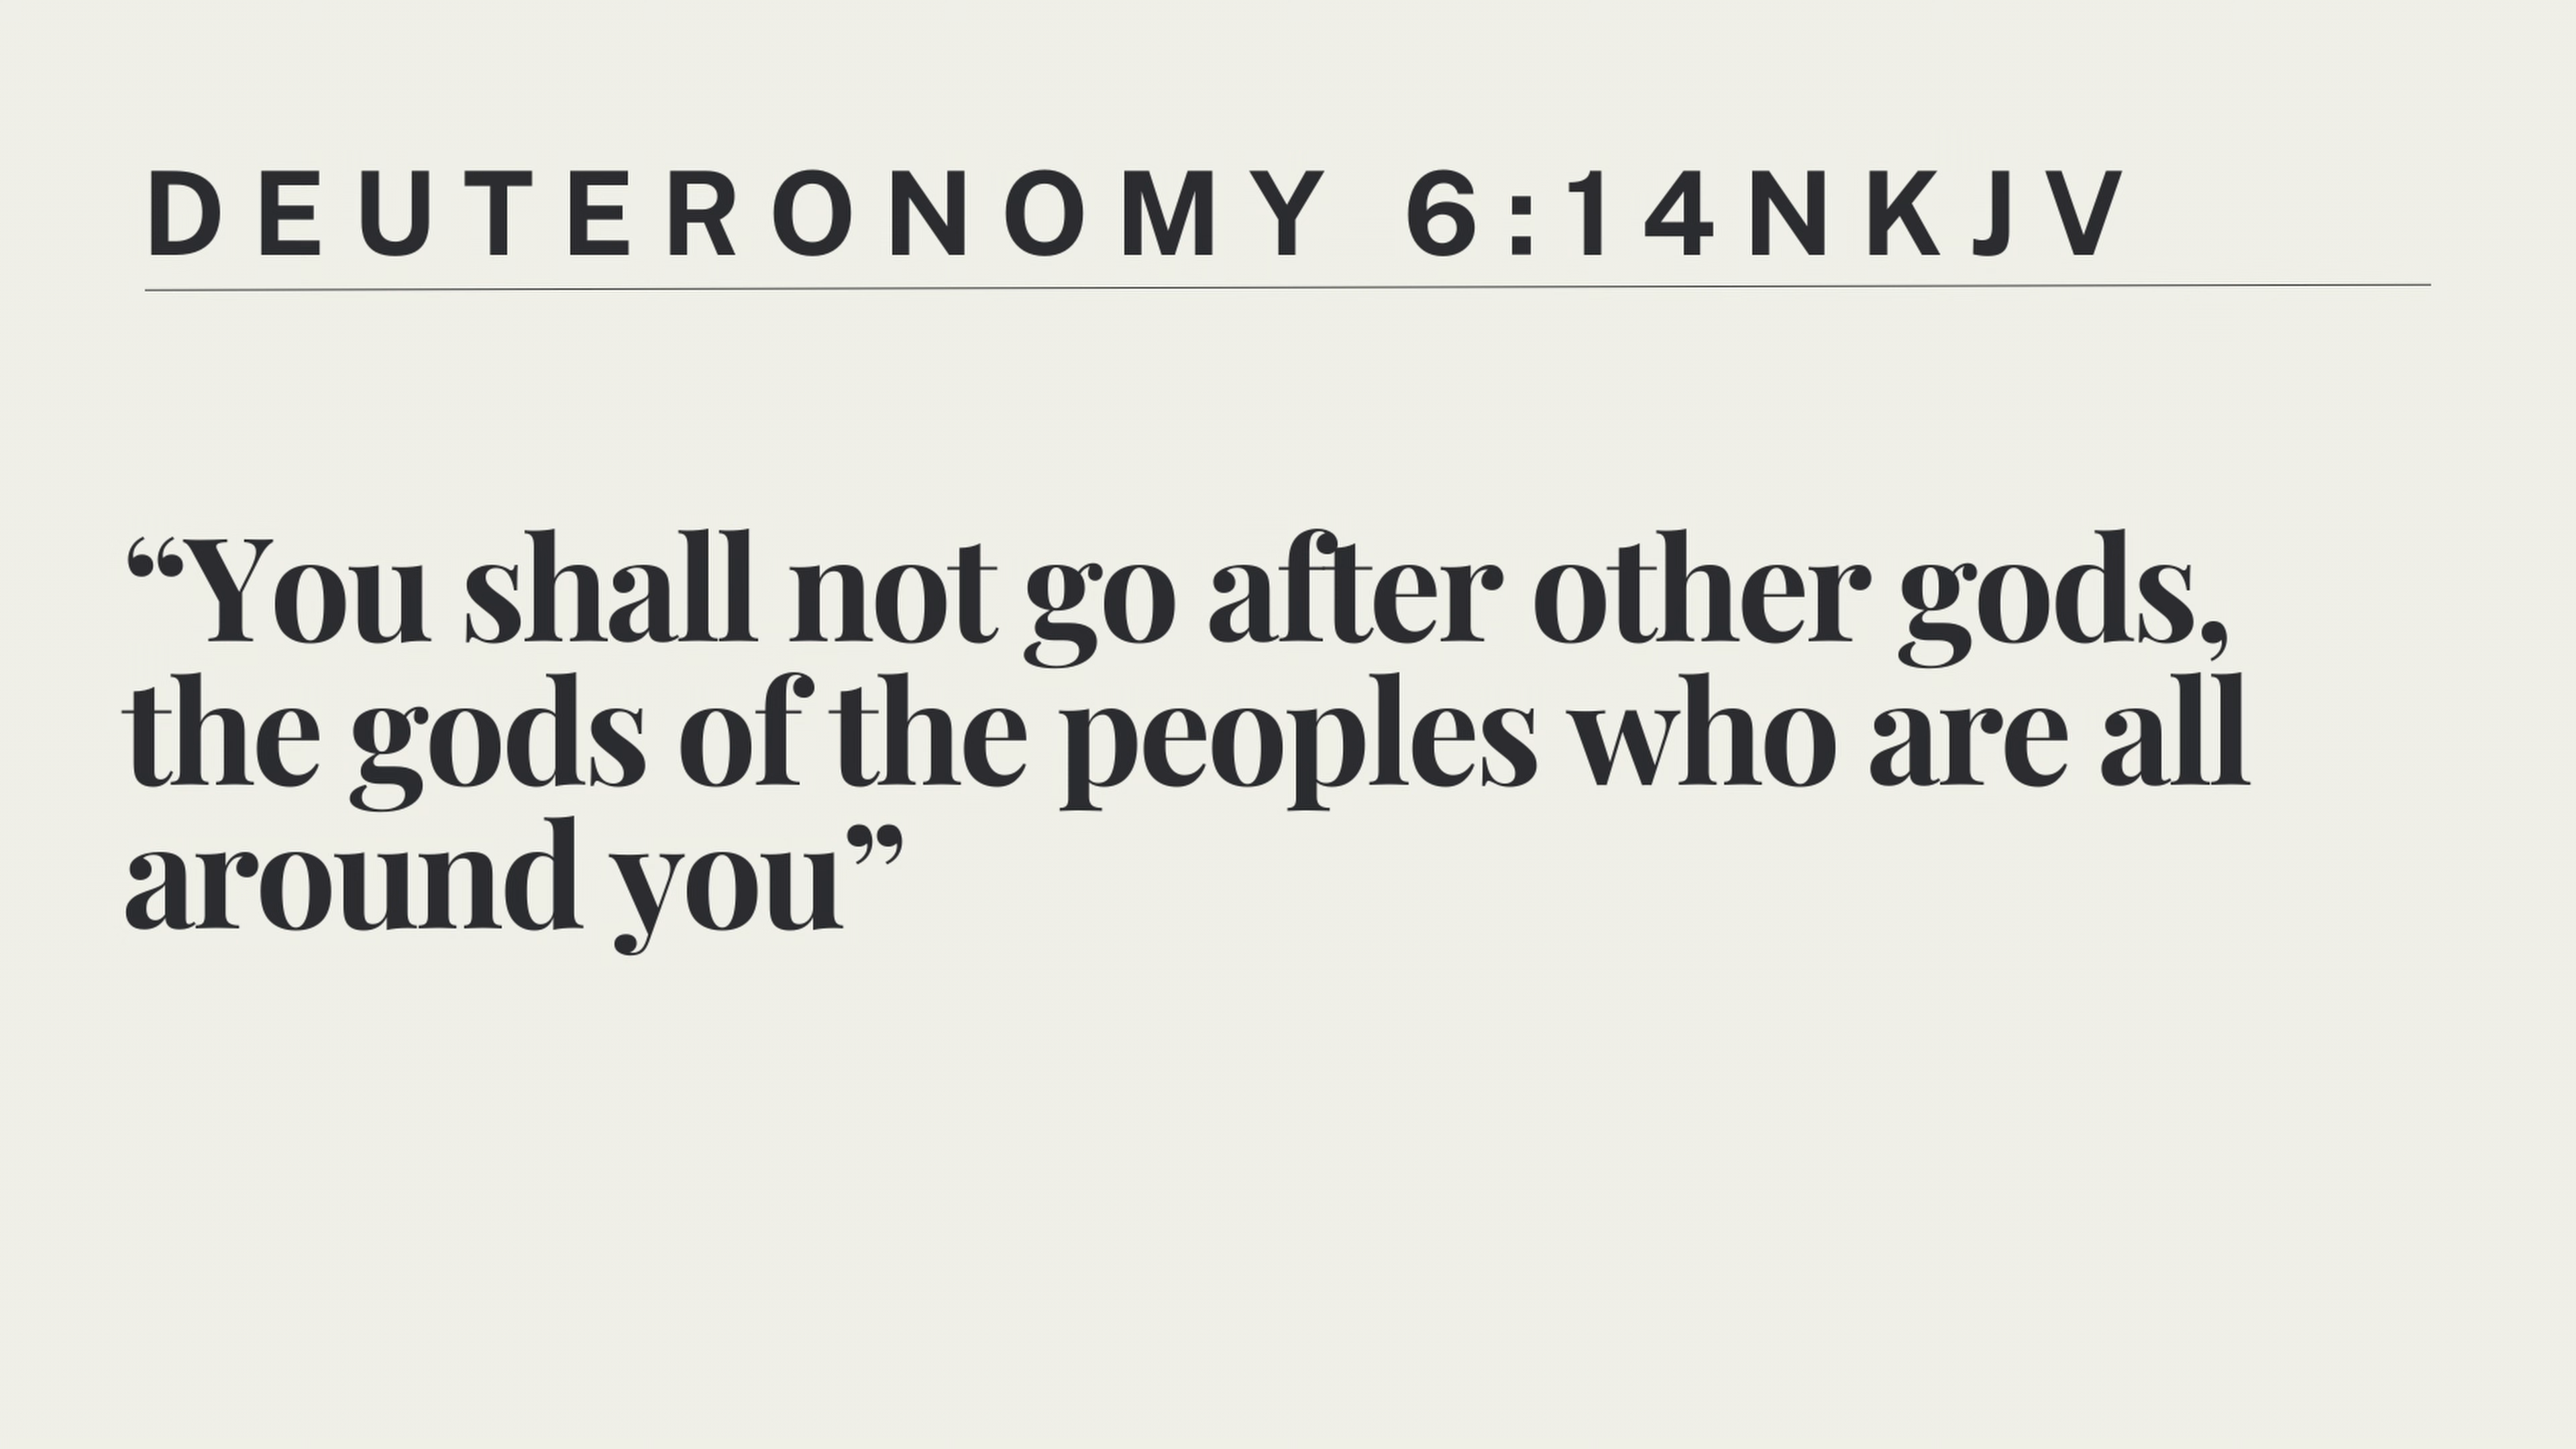 DEUTERONOMY 6:14NKJV
“You shall not go after other gods,
the gods of the peoples who are all
around you”